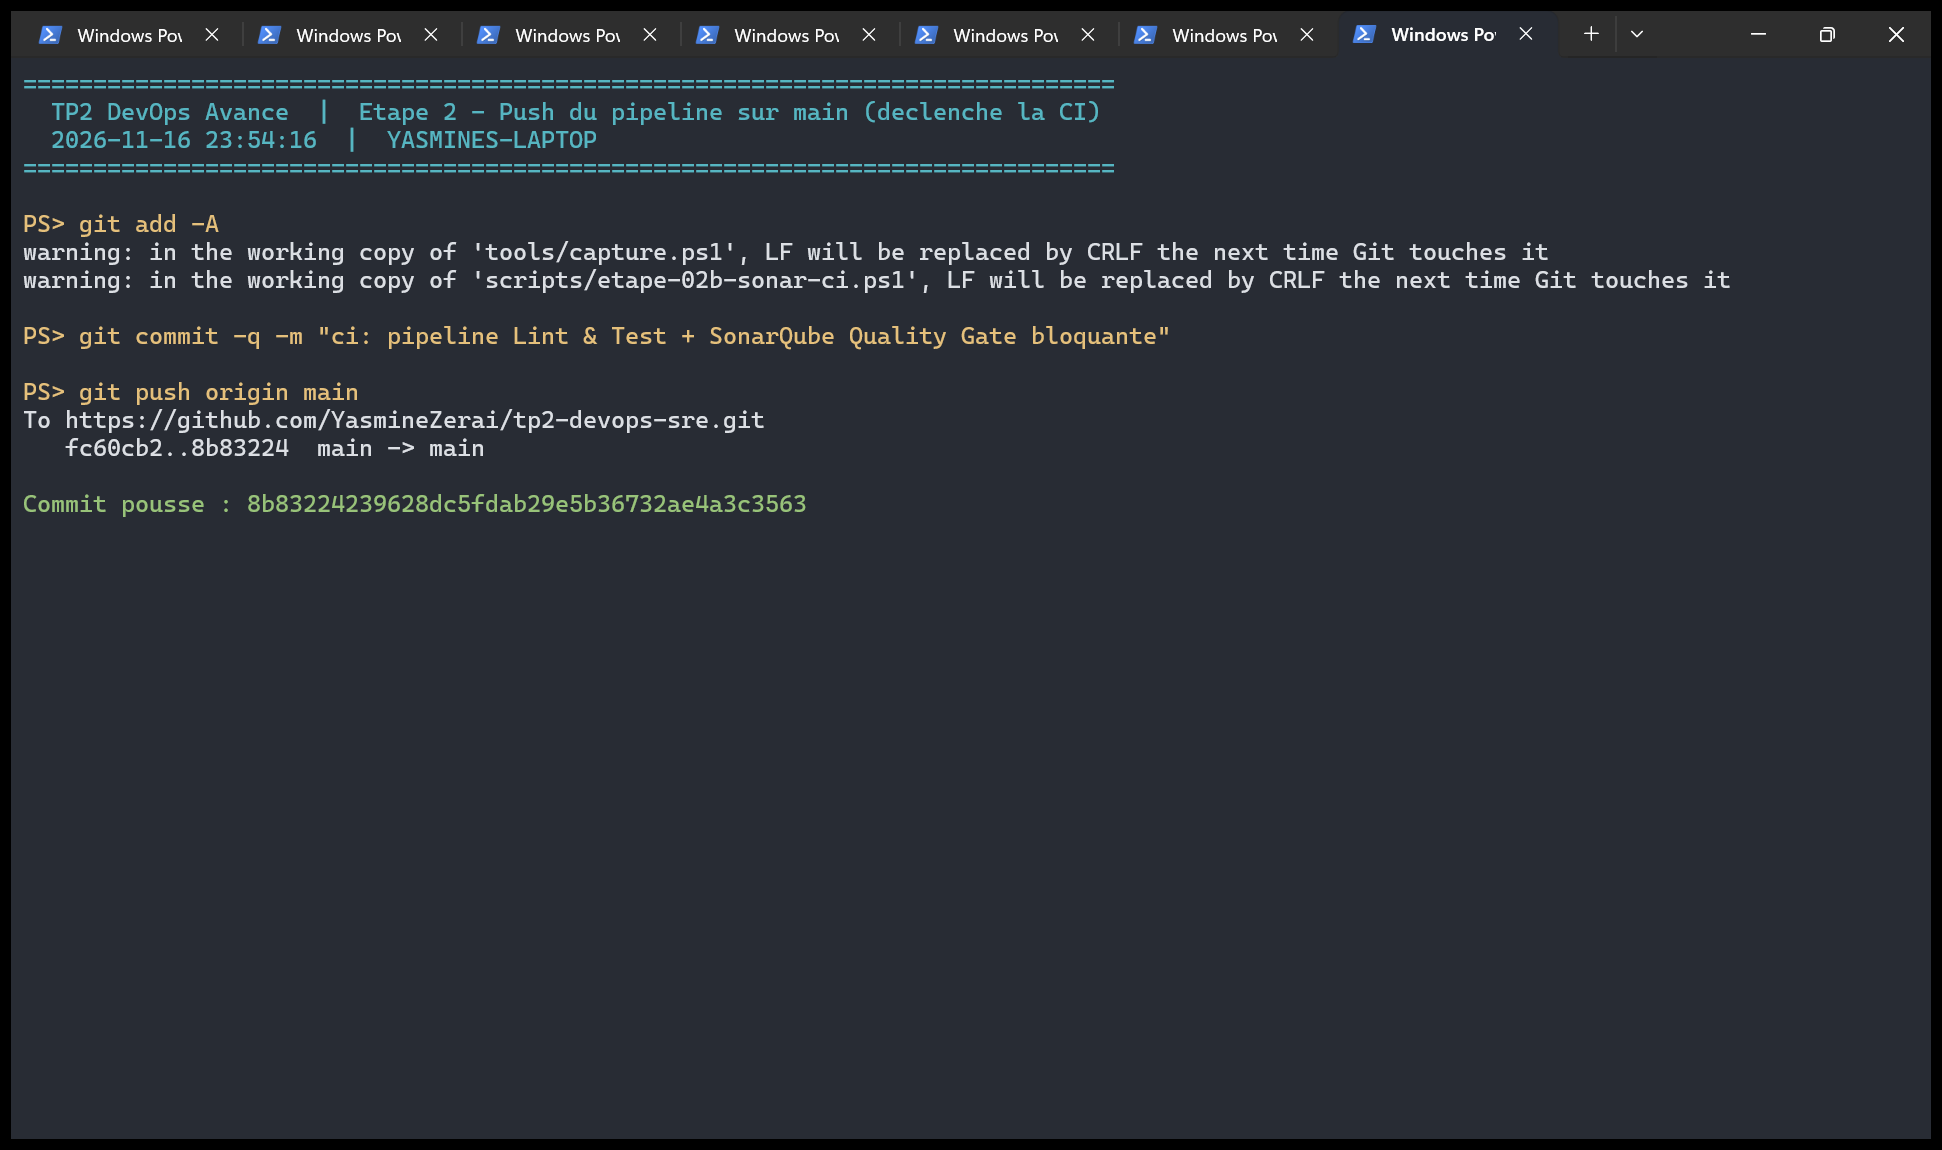 Windows Pov Windows Pov Windows Pov Windows Pov Windows Pov Windows Pov Windows Po
==============================================================================
TP2 DevOps Avance | Etape 2 - Push du pipeline sur main (declenche la CI)
2026-11-16 23:54:16 | YASMINES-LAPTOP
==============================================================================
PS> git add -A
warning: in the working copy of 'tools/capture.ps1', LF will be replaced by CRLF the next time Git touches it
warning: in the working copy of 'scripts/etape-02b-sonar-ci.ps1', LF will be replaced by CRLF the next time Git touches it
PS> git commit -q -m "ci: pipeline Lint & Test + SonarQube Quality Gate bloquante"
PS> git push origin main
To https://github.com/YasmineZerai/tp2-devops-sre.git
fc60cb2..8b83224  main -> main
Commit pousse : 8b83224239628dc5fdab29e5b36732ae4a3c3563